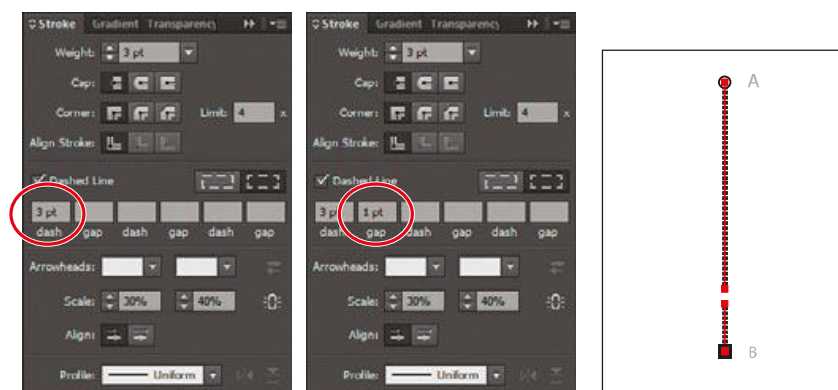 Stroke Gradient Transparency
Weight: 3 pt
Cap:
Corner: Limit: 4 x
Align Stroke:
Dashed Line
3 pt
dash gap dash gap dash gap
Arrowheads:
Scale: 30% 40%
Align:
Profile: Uniform
Stroke Gradient Transparency
Weight: 3 pt
Cap:
Corner: Limit: 4 x
Align Stroke:
Dashed Line
3 pt 1 pt
dash gap dash gap dash gap
Arrowheads:
Scale: 30% 40%
Align:
Profile: Uniform
A
B